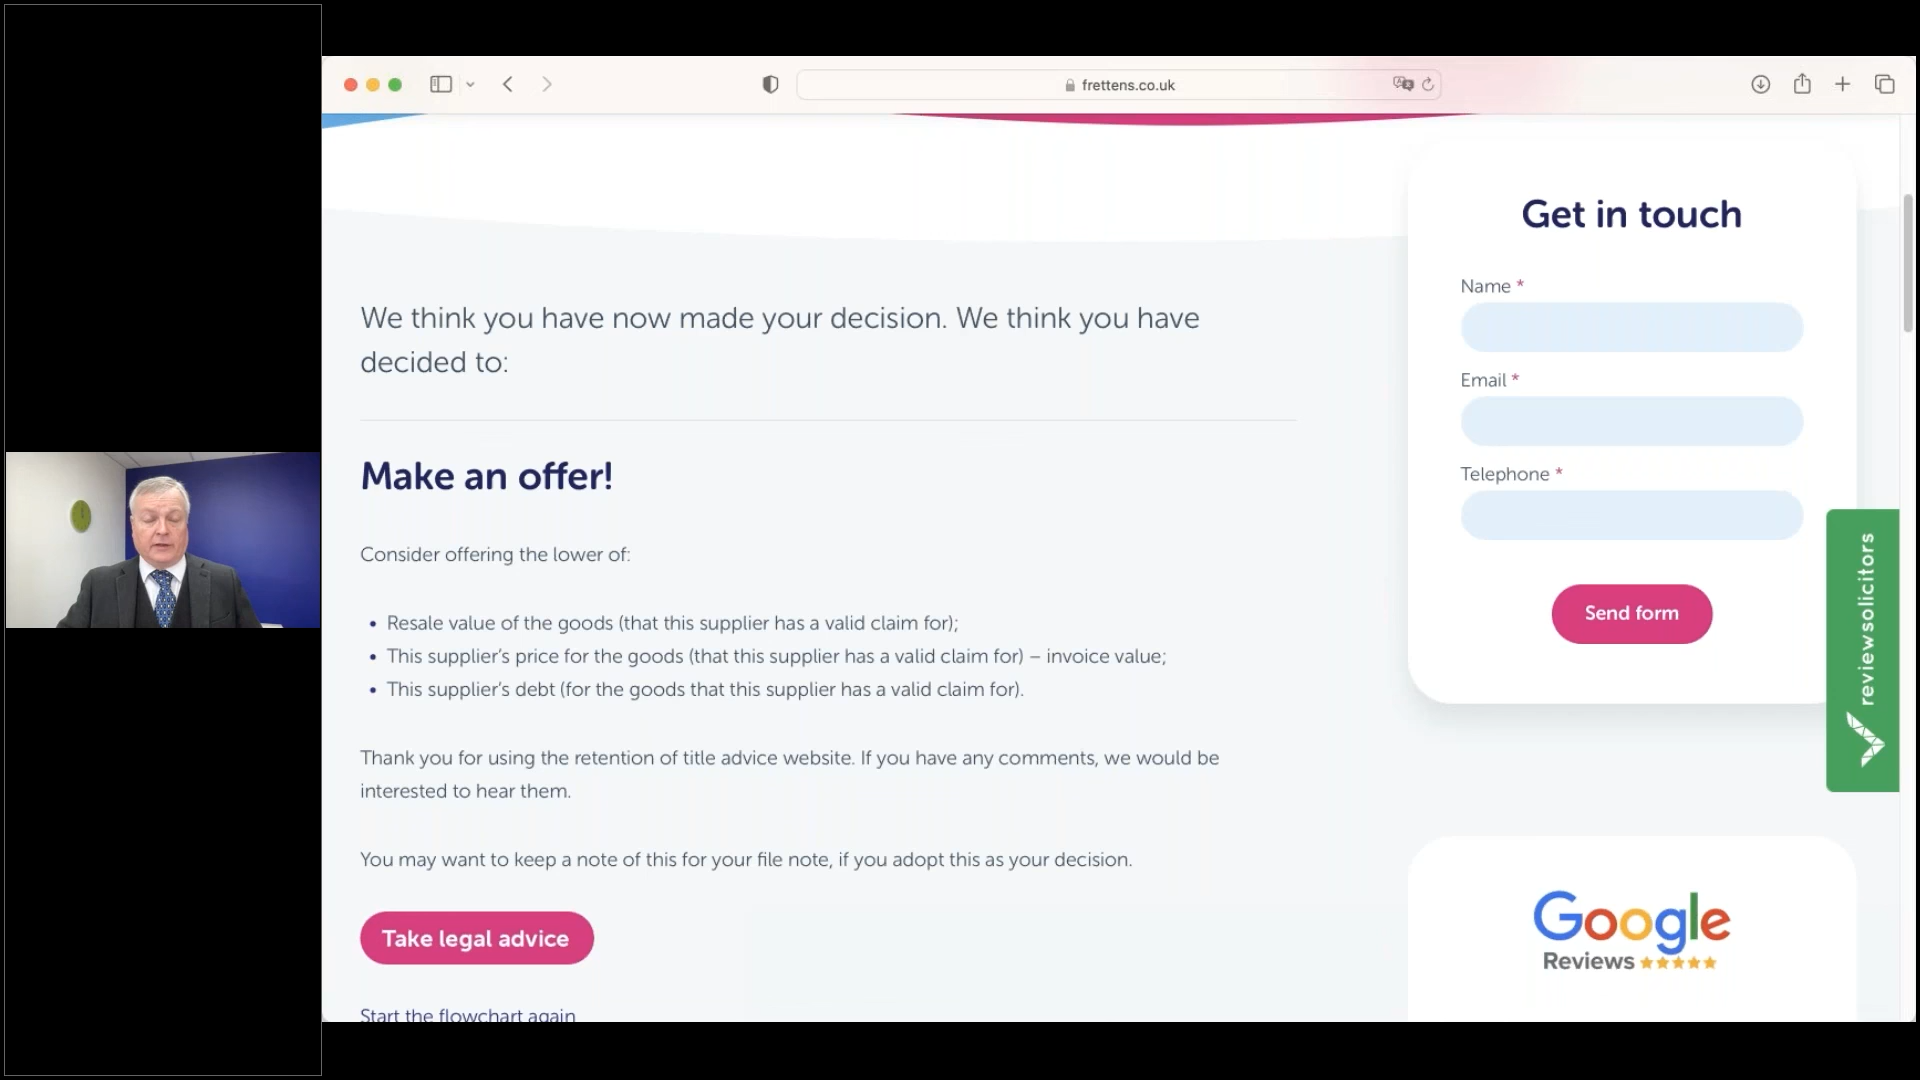 frettens.co.uk
We think you have now made your decision. We think you have
decided to:
Make an offer!
Consider offering the lower of:
• Resale value of the goods (that this supplier has a valid claim for);
• This supplier's price for the goods (that this supplier has a valid claim for) – invoice value;
• This supplier's debt (for the goods that this supplier has a valid claim for).
Thank you for using the retention of title advice website. If you have any comments, we would be
interested to hear them.
You may want to keep a note of this for your file note, if you adopt this as your decision.
Take legal advice
Start the flowchart again
Get in touch
Name *
Email *
Telephone *
Send form
reviewsolicitors
Google
Reviews